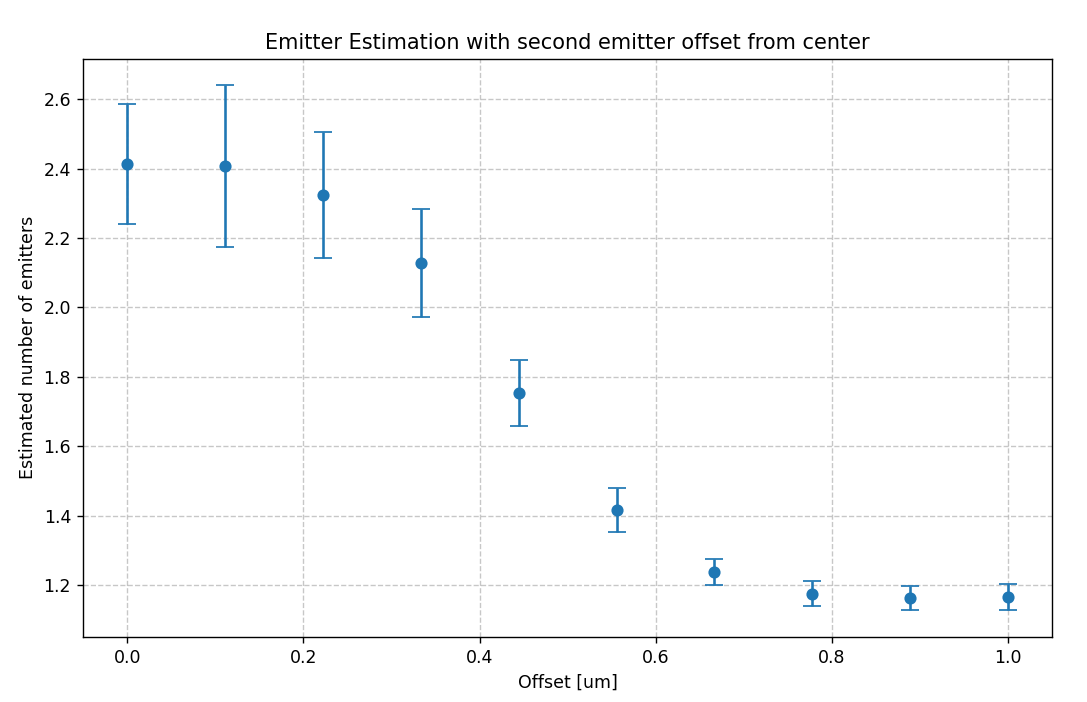 Emitter Estimation with second emitter offset from center
Estimated number of emitters
2.6
2.4
2.2
2.0
1.8
1.6
1.4
1.2
0.0 0.2 0.4 0.6 0.8 1.0
Offset [um]